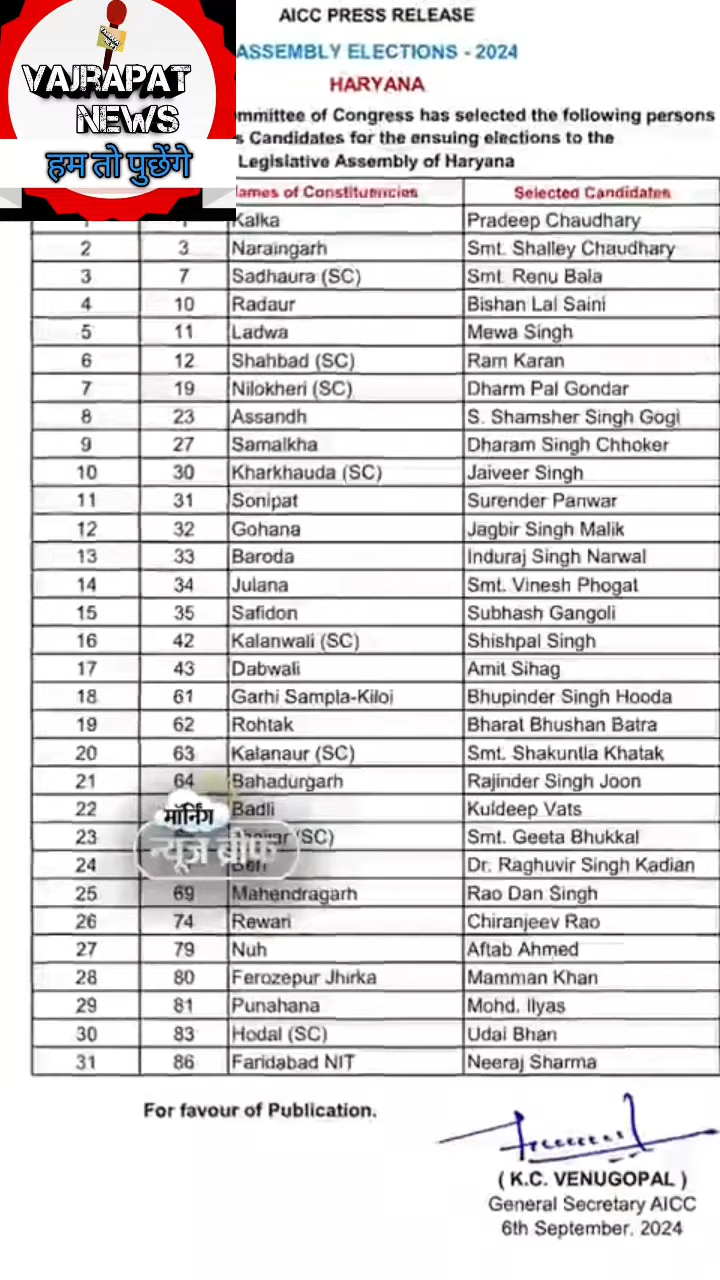 AICC PRESS RELEASE
ASSEMBLY ELECTIONS - 2024
HARYANA
VAJRAPAT
NEWS
हम तो पुछेंगे
mmittee of Congress has selected the following persons
s Candidates for the ensuing elections to the
Legislative Assembly of Haryana
ames of Constituencies Selected Candidates
Kalka Pradeep Chaudhary
2 3 Naraingarh Smt. Shalley Chaudhary
3 7 Sadhaura (SC) Smt. Renu Bala
4 10 Radaur Bishan Lal Saini
5 11 Ladwa Mewa Singh
6 12 Shahbad (SC) Ram Karan
7 19 Nilokheri (SC) Dharm Pal Gondar
8 23 Assandh S. Shamsher Singh Gogi
9 27 Samalkha Dharam Singh Chhoker
10 30 Kharkhauda (SC) Jaiveer Singh
11 31 Sonipat Surender Panwar
12 32 Gohana Jagbir Singh Malik
13 33 Baroda Induraj Singh Narwal
14 34 Julana Smt. Vinesh Phogat
15 35 Safidon Subhash Gangoli
16 42 Kalanwali (SC) Shishpal Singh
17 43 Dabwali Amit Sihag
18 61 Garhi Sampla-Kiloi Bhupinder Singh Hooda
19 62 Rohtak Bharat Bhushan Batra
20 63 Kalanaur (SC) Smt. Shakuntla Khatak
21 64 Bahadurgarh Rajinder Singh Joon
22 Badli Kuldeep Vats
मॉर्निंग
न्यूज ब्रीफ
23 (SC) Smt. Geeta Bhukkal
24 Dr. Raghuvir Singh Kadian
25 69 Mahendragarh Rao Dan Singh
26 74 Rewari Chiranjeev Rao
27 79 Nuh Aftab Ahmed
28 80 Ferozepur Jhirka Mamman Khan
29 81 Punahana Mohd. Ilyas
30 83 Hodal (SC) Udai Bhan
31 86 Faridabad NIT Neeraj Sharma
For favour of Publication.
( K.C. VENUGOPAL )
General Secretary AICC
6th September, 2024